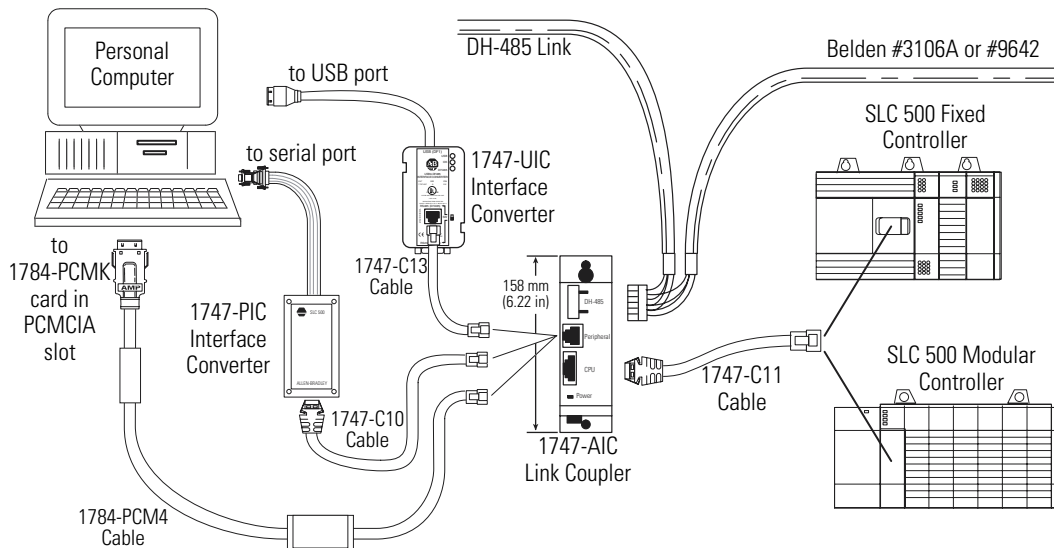 Personal
Computer
DH-485 Link
Belden #3106A or #9642
to USB port
SLC 500 Fixed
Controller
to serial port
1747-UIC
Interface
Converter
to
1784-PCMK
card in
PCMCIA
slot
AMP
1747-C13
Cable
158 mm
(6.22 in)
DH-485
Peripheral
CPU
Power
1747-PIC
Interface
Converter
SLC 500
ALLEN-BRADLEY
1747-C11
Cable
SLC 500 Modular
Controller
1747-C10
Cable
1747-AIC
Link Coupler
1784-PCM4
Cable